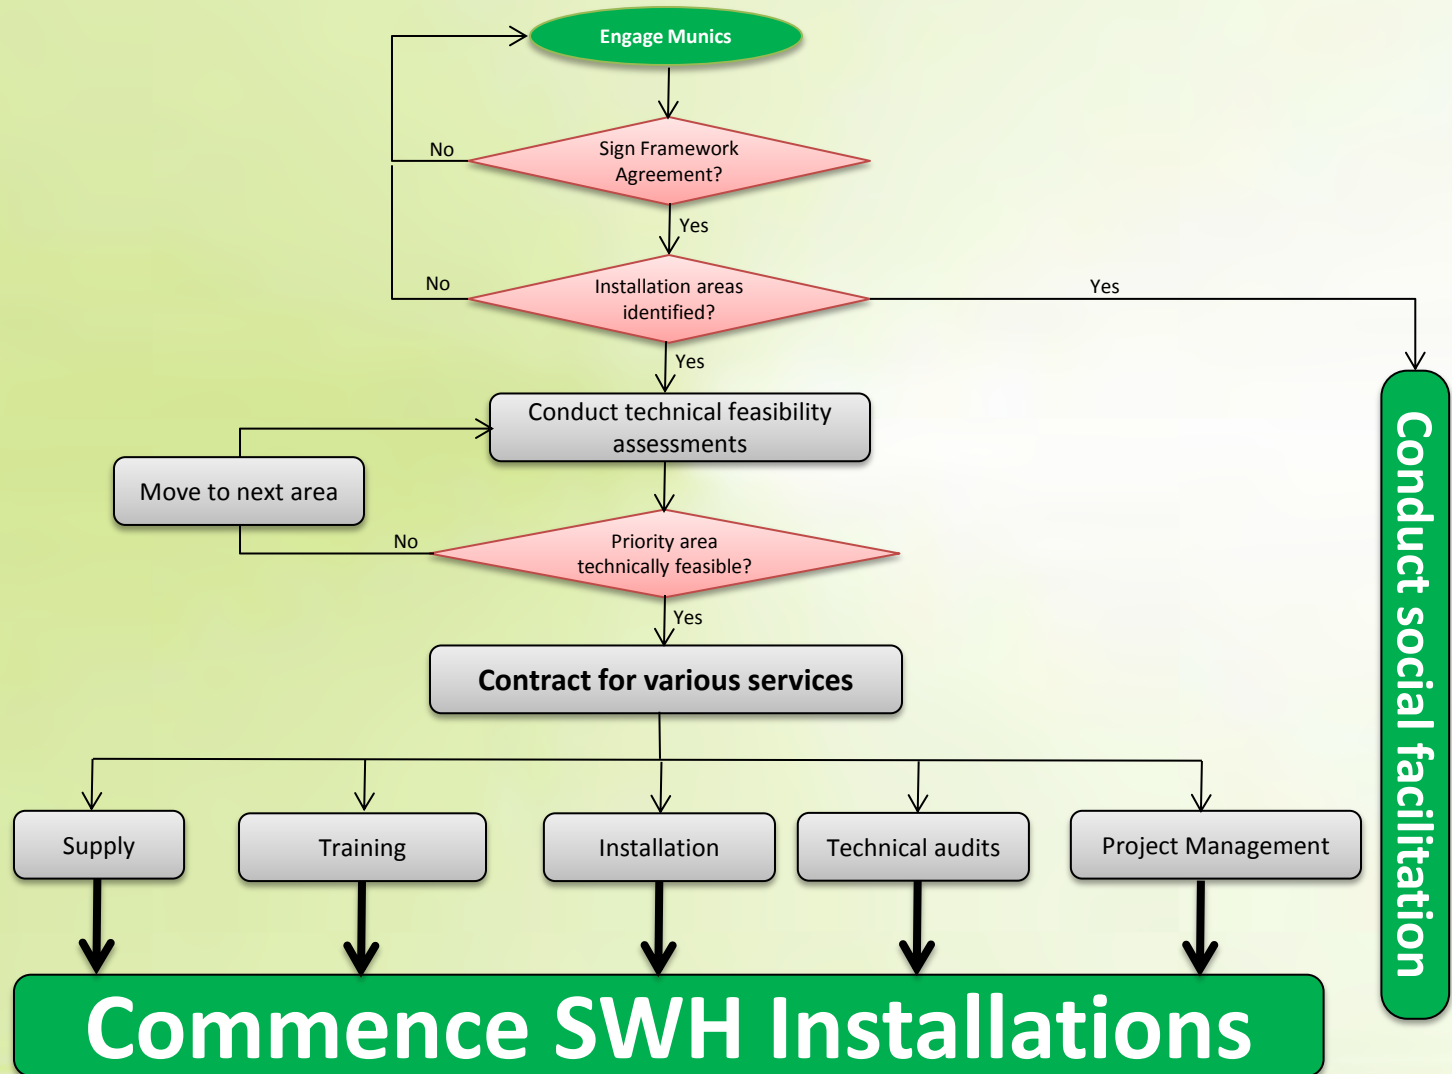 Engage Munics
No
Sign Framework
Agreement?
Yes
No
Installation areas
identified?
Yes
Yes
Conduct technical feasibility
assessments
Move to next area
No
Priority area
technically feasible?
Yes
Contract for various services
Supply
Training
Installation
Technical audits
Project Management
Conduct social facilitation
Commence SWH Installations